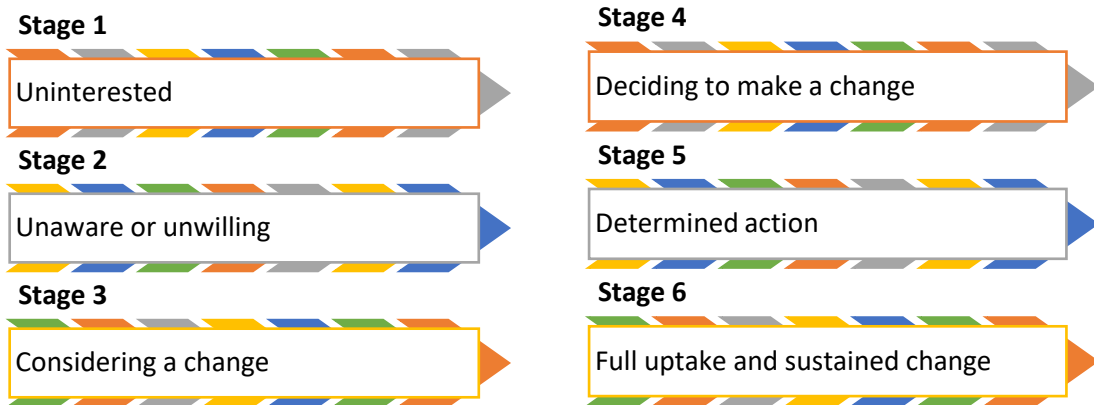 Stage 1
Uninterested
Stage 2
Unaware or unwilling
Stage 3
Considering a change
Stage 4
Deciding to make a change
Stage 5
Determined action
Stage 6
Full uptake and sustained change